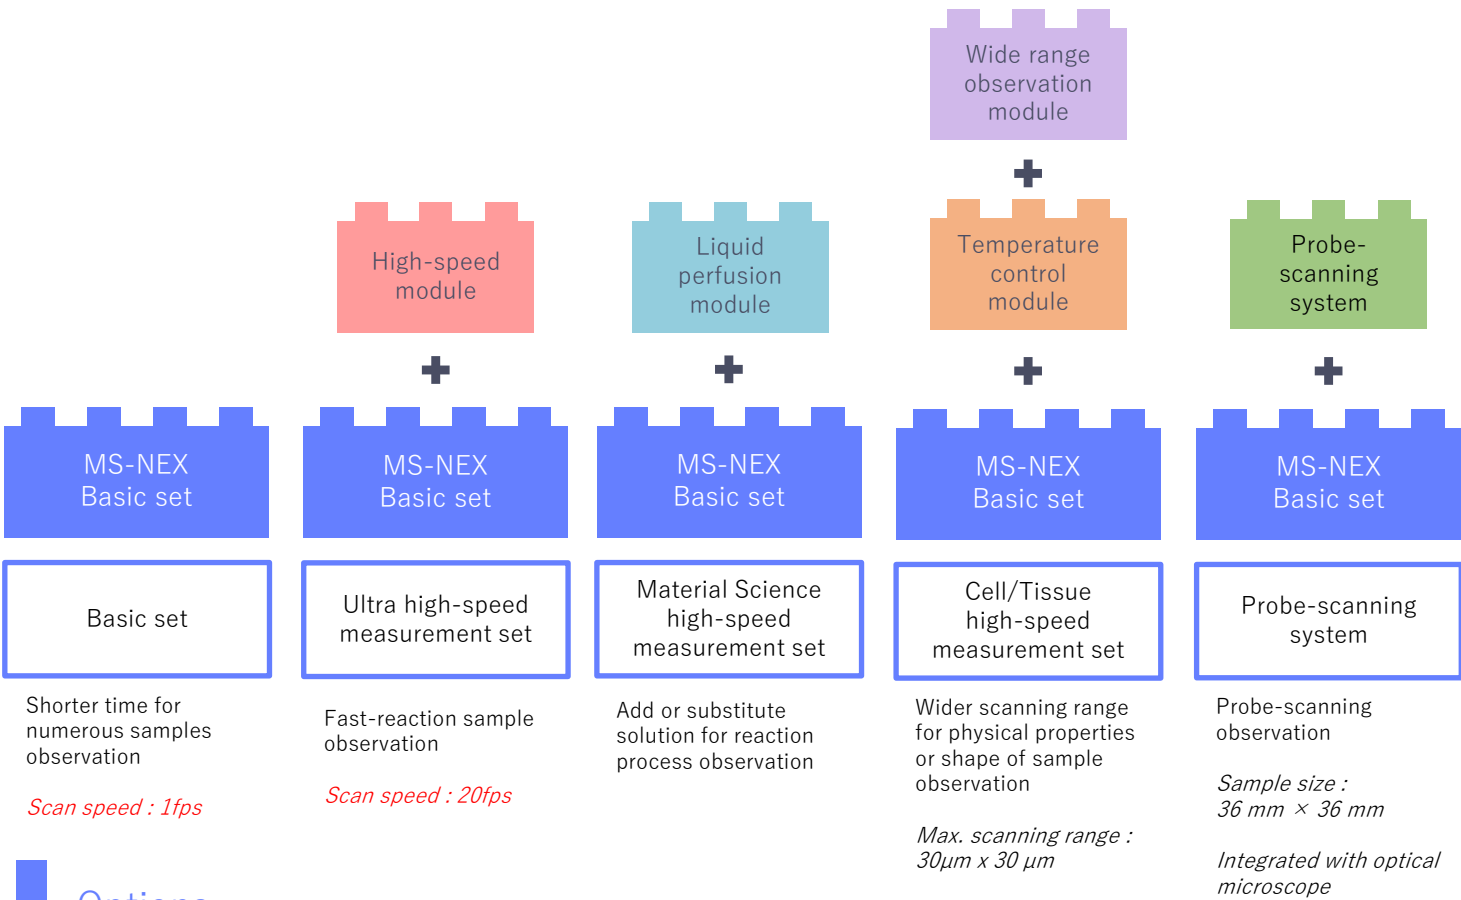 Wide range
observation
module
High-speed
module
Liquid
perfusion
module
Temperature
control
module
Probe-
scanning
system
MS-NEX
Basic set
MS-NEX
Basic set
MS-NEX
Basic set
MS-NEX
Basic set
MS-NEX
Basic set
Basic set
Ultra high-speed
measurement set
Material Science
high-speed
measurement set
Cell/Tissue
high-speed
measurement set
Probe-scanning
system
Shorter time for
numerous samples
observation
Scan speed : 1fps
Fast-reaction sample
observation
Scan speed : 20fps
Add or substitute
solution for reaction
process observation
Wider scanning range
for physical properties
or shape of sample
observation
Max. scanning range :
30μm x 30 μm
Probe-scanning
observation
Sample size :
36 mm × 36 mm
Integrated with optical
microscope
Options